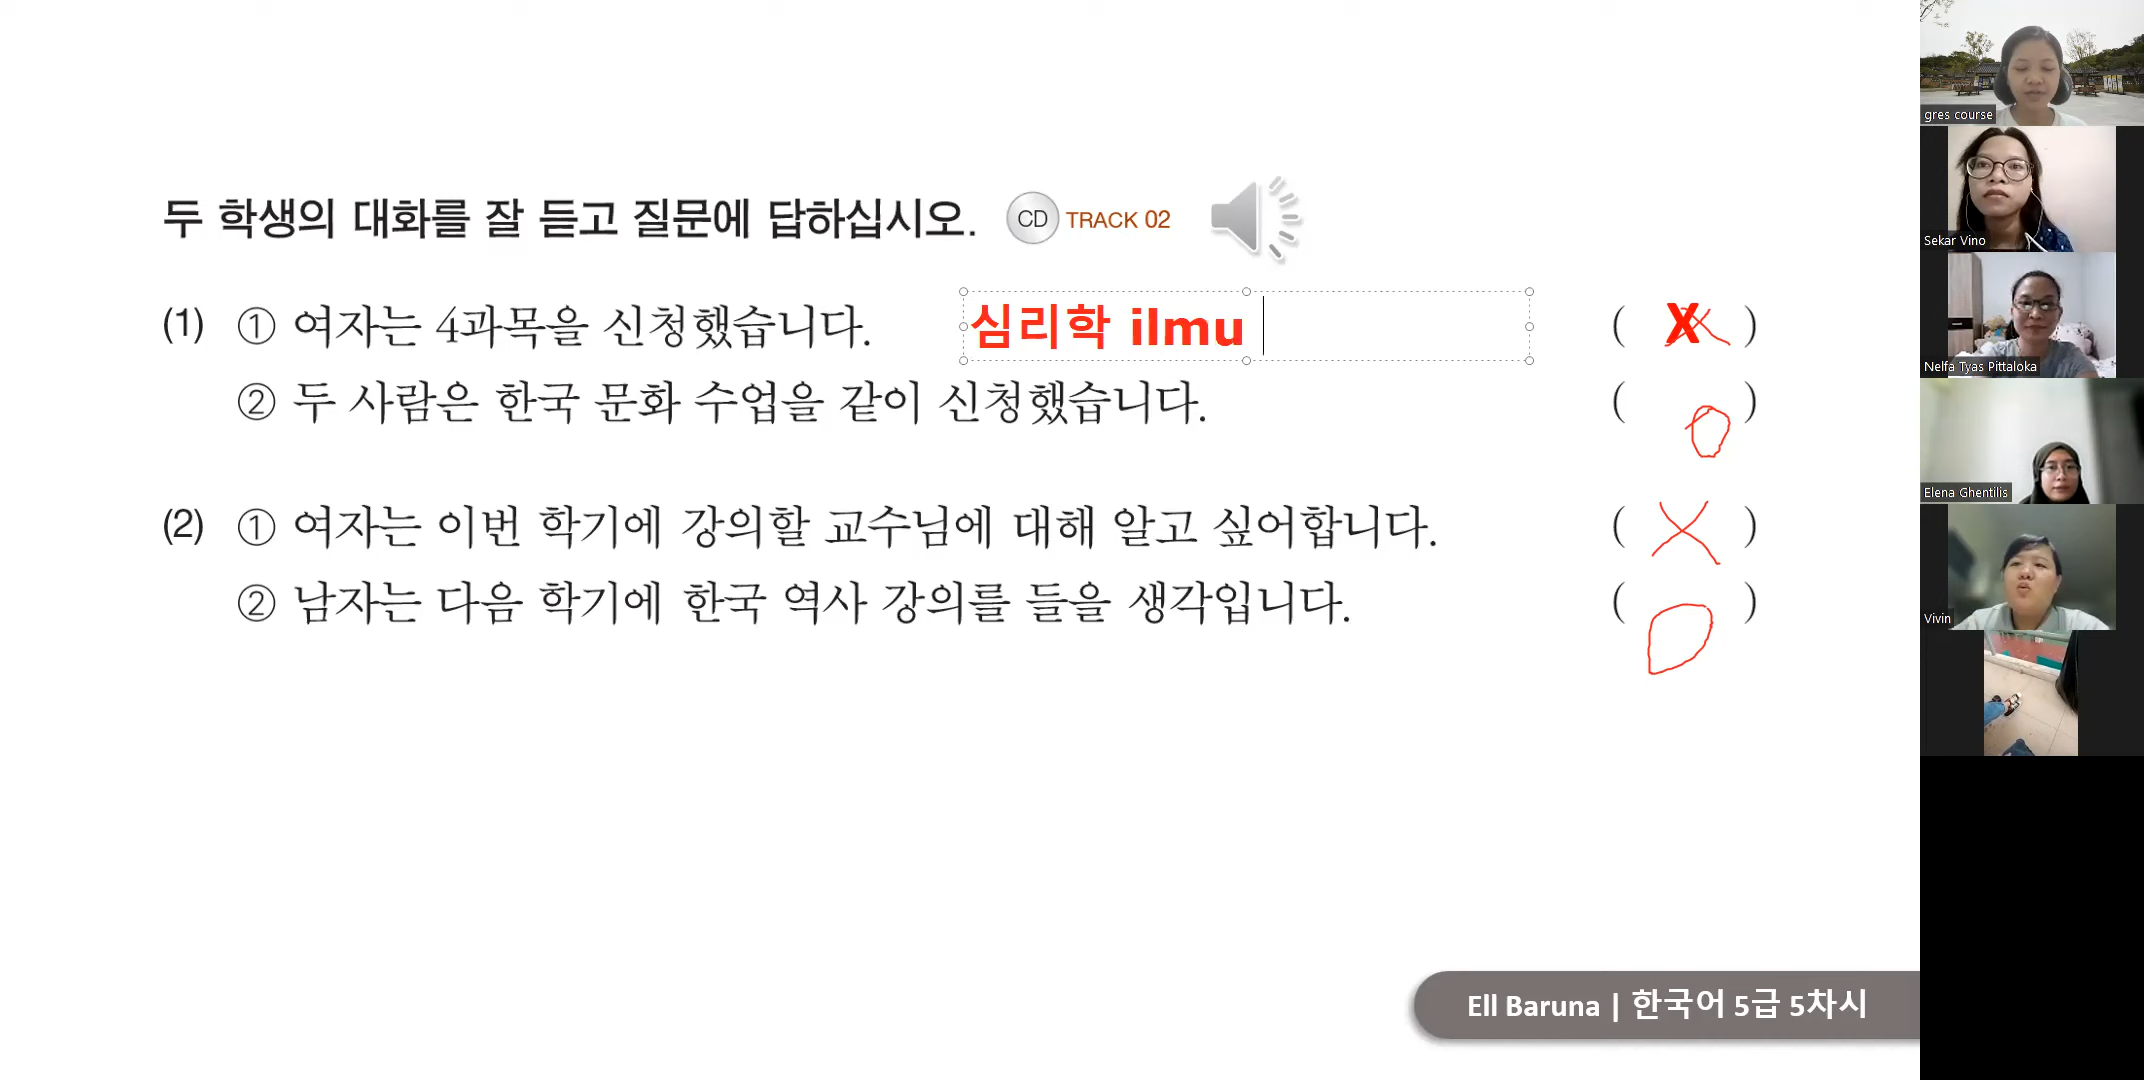 두 학생의 대화를 잘 듣고 질문에 답하십시오. CD TRACK 02
(1) ① 여자는 4과목을 신청했습니다. 심리학 ilmu ( X )
② 두 사람은 한국 문화 수업을 같이 신청했습니다. ( )
(2) ① 여자는 이번 학기에 강의할 교수님에 대해 알고 싶어합니다. ( X )
② 남자는 다음 학기에 한국 역사 강의를 들을 생각입니다. ( )
Ell Baruna | 한국어 5급 5차시
gres course
Sekar Vino
Nelfa Tyas Pittaloka
Elena Ghentilis
Vivin